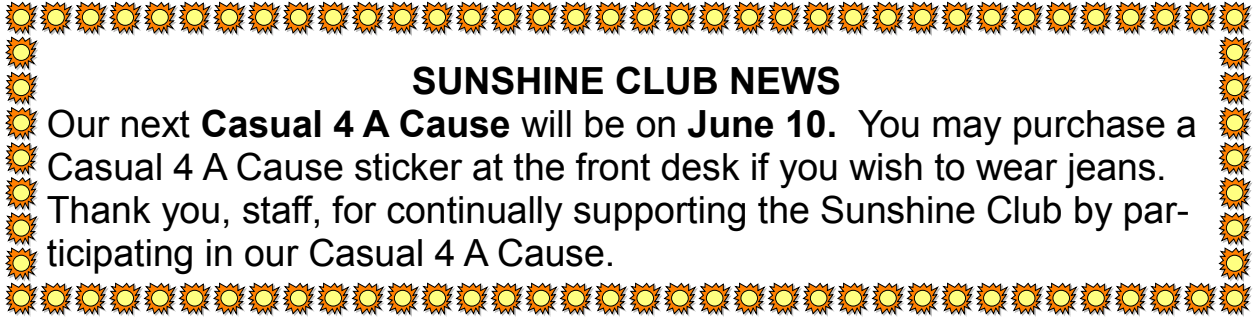 SUNSHINE CLUB NEWS
Our next Casual 4 A Cause will be on June 10.  You may purchase a
Casual 4 A Cause sticker at the front desk if you wish to wear jeans.
Thank you, staff, for continually supporting the Sunshine Club by par-
ticipating in our Casual 4 A Cause.